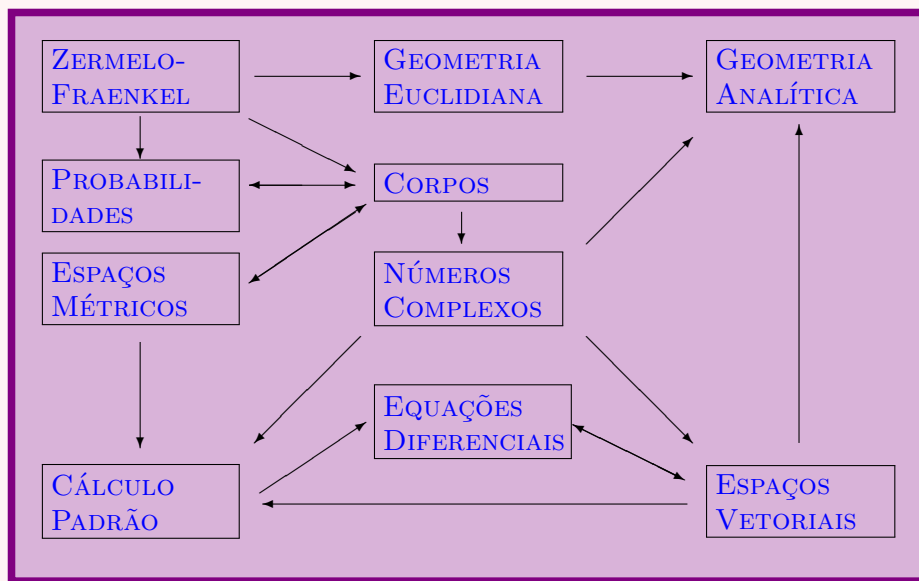 Zermelo-
Fraenkel
Geometria
Euclidiana
Geometria
Analítica
Probabili-
dades
Corpos
Espaços
Métricos
Números
Complexos
Equações
Diferenciais
Cálculo
Padrão
Espaços
Vetoriais